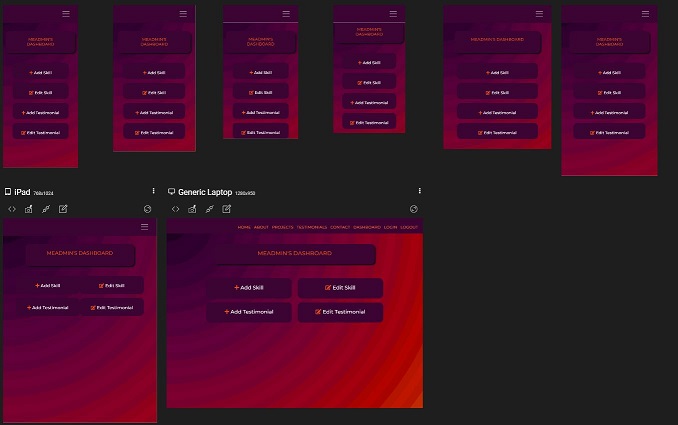 MEADMIN'S
DASHBOARD
+ Add Skill
Edit Skill
+ Add Testimonial
Edit Testimonial
MEADMIN'S
DASHBOARD
+ Add Skill
Edit Skill
+ Add Testimonial
Edit Testimonial
MEADMIN'S
DASHBOARD
+ Add Skill
Edit Skill
+ Add Testimonial
Edit Testimonial
MEADMIN'S
DASHBOARD
+ Add Skill
Edit Skill
+ Add Testimonial
Edit Testimonial
MEADMIN'S DASHBOARD
+ Add Skill
Edit Skill
+ Add Testimonial
Edit Testimonial
MEADMIN'S
DASHBOARD
+ Add Skill
Edit Skill
+ Add Testimonial
Edit Testimonial
iPad 768x1024
MEADMIN'S DASHBOARD
+ Add Skill Edit Skill
+ Add Testimonial Edit Testimonial
Generic Laptop 1280x950
HOME ABOUT PROJECTS TESTIMONIALS CONTACT DASHBOARD LOGIN LOGOUT
MEADMIN'S DASHBOARD
+ Add Skill Edit Skill
+ Add Testimonial Edit Testimonial